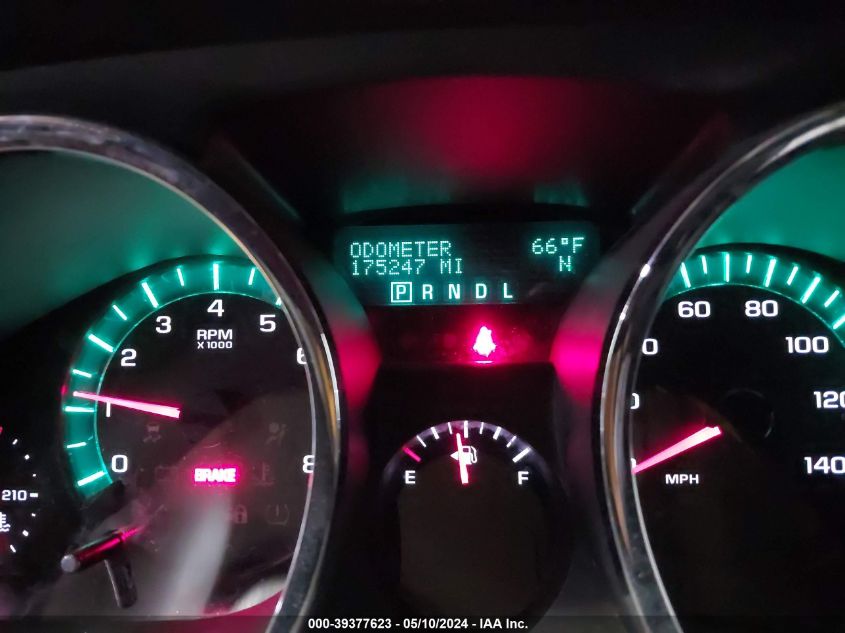 ODOMETER 66°F
175247 MI N
P R N D L
4
3 5
RPM
X 1000
2 6
1
0 8
BRAKE
210
E F
60 80
100
120
140
MPH
000-39377623 - 05/10/2024 - IAA Inc.